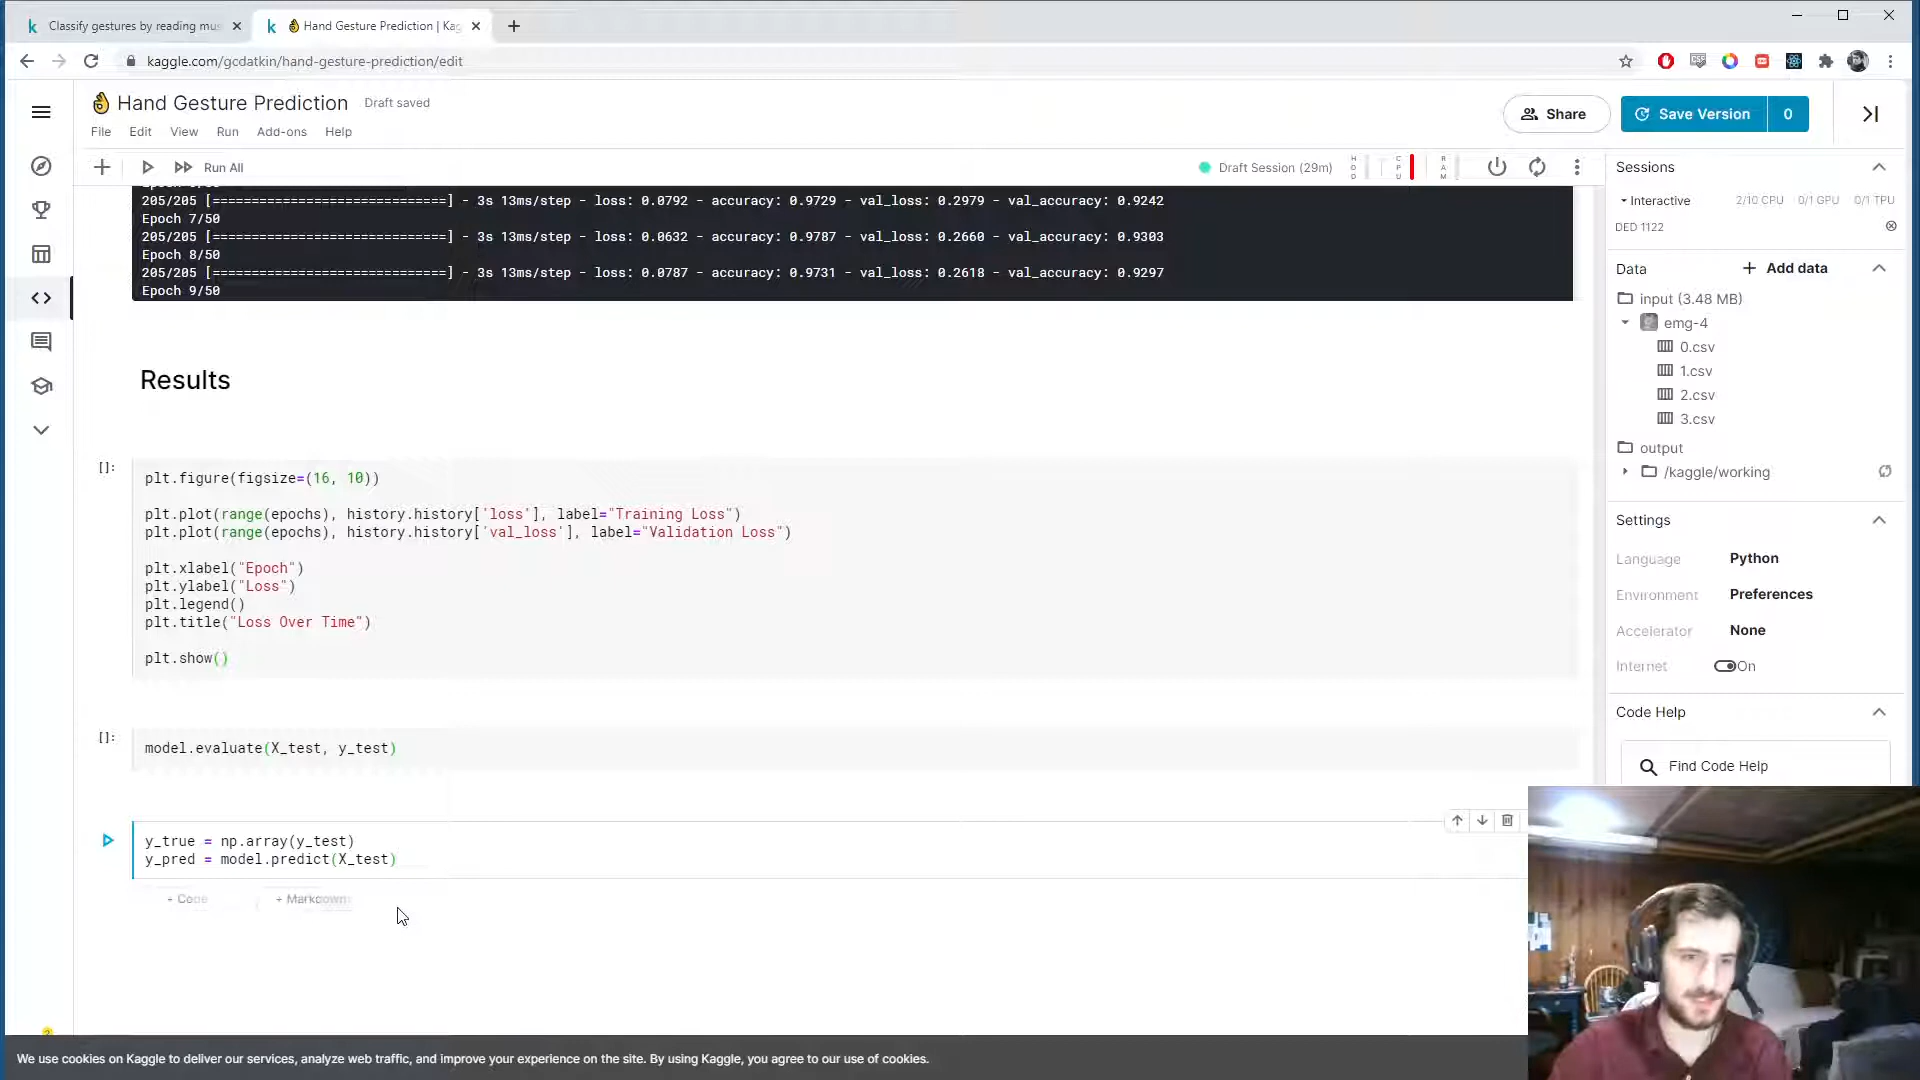 Classify gestures by reading mus
Hand Gesture Prediction | Kag
kaggle.com/gcdatkin/hand-gesture-prediction/edit
Hand Gesture Prediction
Draft saved
File Edit View Run Add-ons Help
Share
Save Version
0
Run All
Draft Session (29m)
HDD
CPU
RAM
205/205 [==============================] - 3s 13ms/step - loss: 0.0792 - accuracy: 0.9729 - val_loss: 0.2979 - val_accuracy: 0.9242
Epoch 7/50
205/205 [==============================] - 3s 13ms/step - loss: 0.0632 - accuracy: 0.9787 - val_loss: 0.2660 - val_accuracy: 0.9303
Epoch 8/50
205/205 [==============================] - 3s 13ms/step - loss: 0.0787 - accuracy: 0.9731 - val_loss: 0.2618 - val_accuracy: 0.9297
Epoch 9/50
Results
[]:
plt.figure(figsize=(16, 10))
plt.plot(range(epochs), history.history['loss'], label="Training Loss")
plt.plot(range(epochs), history.history['val_loss'], label="Validation Loss")
plt.xlabel("Epoch")
plt.ylabel("Loss")
plt.legend()
plt.title("Loss Over Time")
plt.show()
[]:
model.evaluate(X_test, y_test)
y_true = np.array(y_test)
y_pred = model.predict(X_test)
+ Code
+ Markdown
Sessions
Interactive 2/10 CPU 0/1 GPU 0/1 TPU
DED 1122
Data
+ Add data
input (3.48 MB)
emg-4
0.csv
1.csv
2.csv
3.csv
output
/kaggle/working
Settings
Language Python
Environment Preferences
Accelerator None
Internet On
Code Help
Find Code Help
We use cookies on Kaggle to deliver our services, analyze web traffic, and improve your experience on the site. By using Kaggle, you agree to our use of cookies.